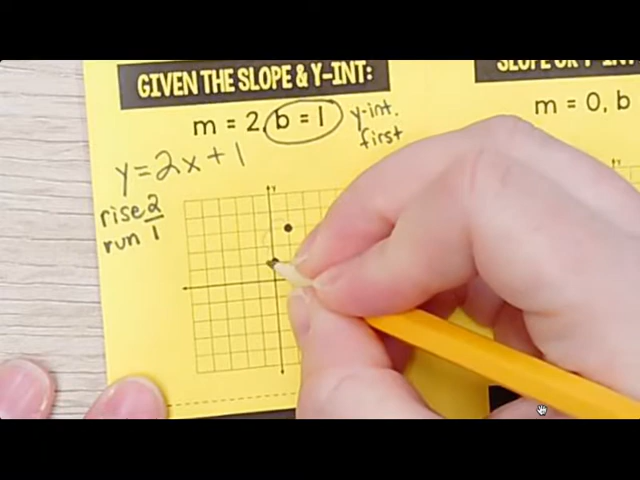 GIVEN THE SLOPE & Y-INT:
m = 2, b = 1
y-int.
first
y=2x+1
rise 2
run 1
y
m = 0, b